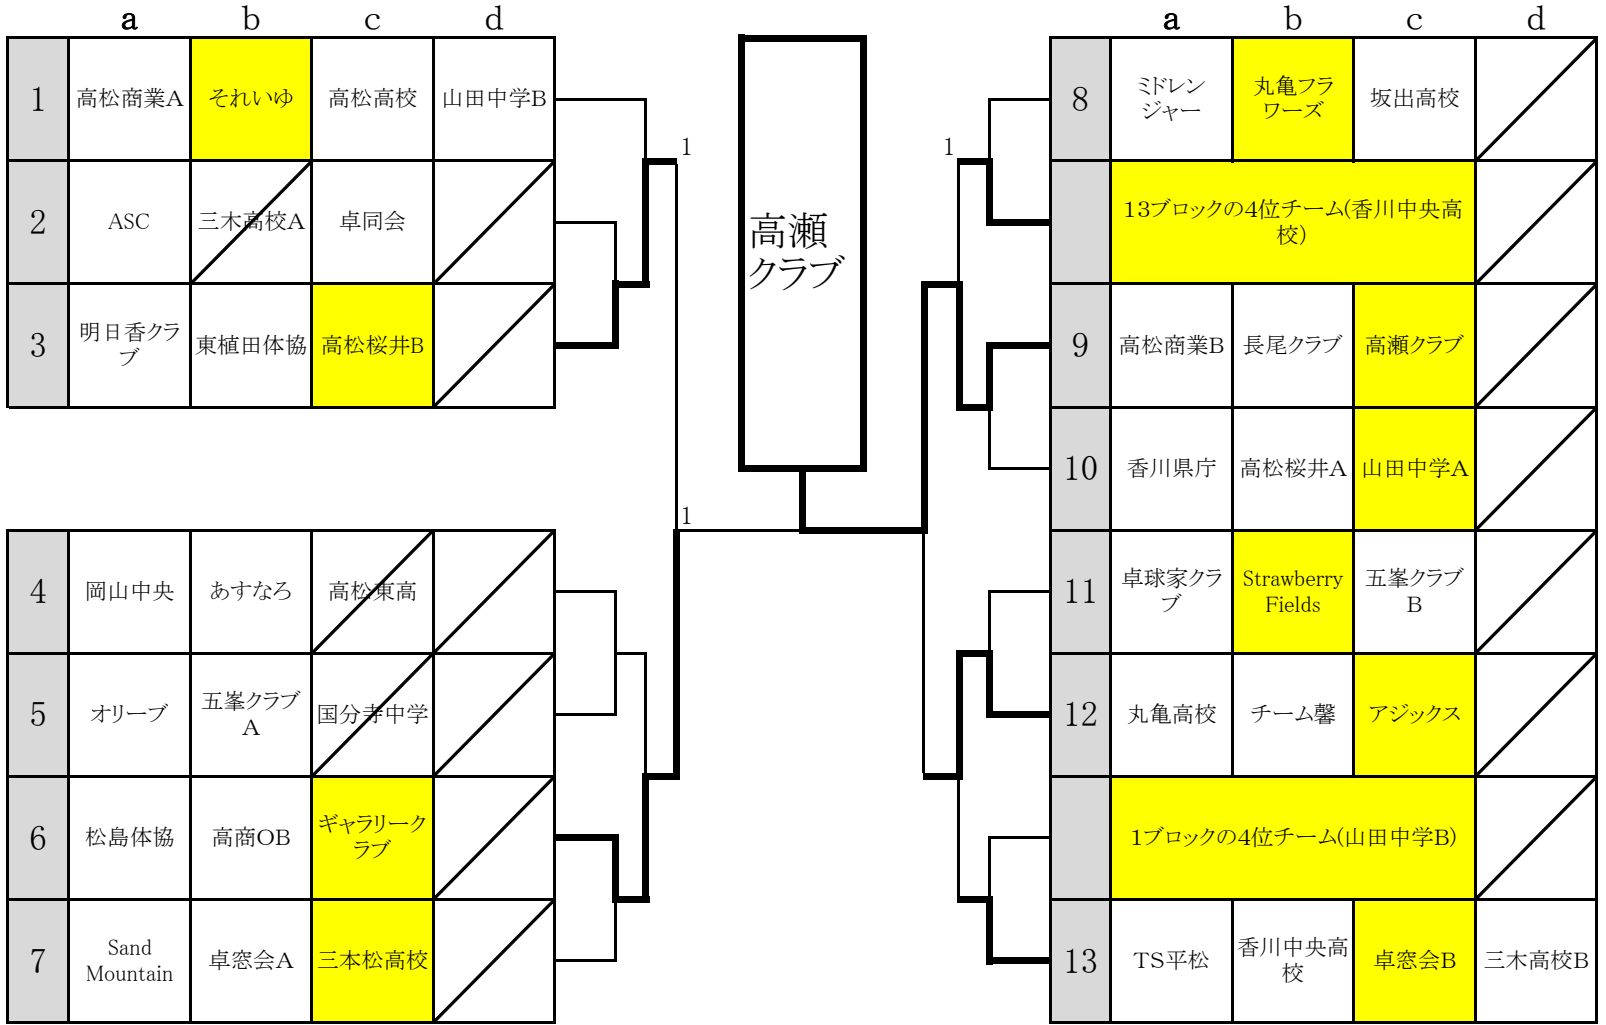 a b c d
1 高松商業A それいゆ 高松高校 山田中学B
2 ASC 三木高校A 卓同会
3 明日香クラ
ブ 東植田体協 高松桜井B
1
高瀬
クラブ
1
4 岡山中央 あすなろ 高松東高
5 オリーブ 五峯クラブ
A 国分寺中学
6 松島体協 高商OB ギャラリーク
ラブ
7 Sand
Mountain 卓窓会A 三本松高校
a b c d
8 ミドレン
ジャー 丸亀フラ
ワーズ 坂出高校
1
13ブロックの4位チーム(香川中央高
校)
9 高松商業B 長尾クラブ 高瀬クラブ
10 香川県庁 高松桜井A 山田中学A
11 卓球家クラ
ブ Strawberry
Fields 五峯クラブ
B
12 丸亀高校 チーム馨 アジックス
1ブロックの4位チーム(山田中学B)
13 TS平松 香川中央高
校 卓窓会B 三木高校B